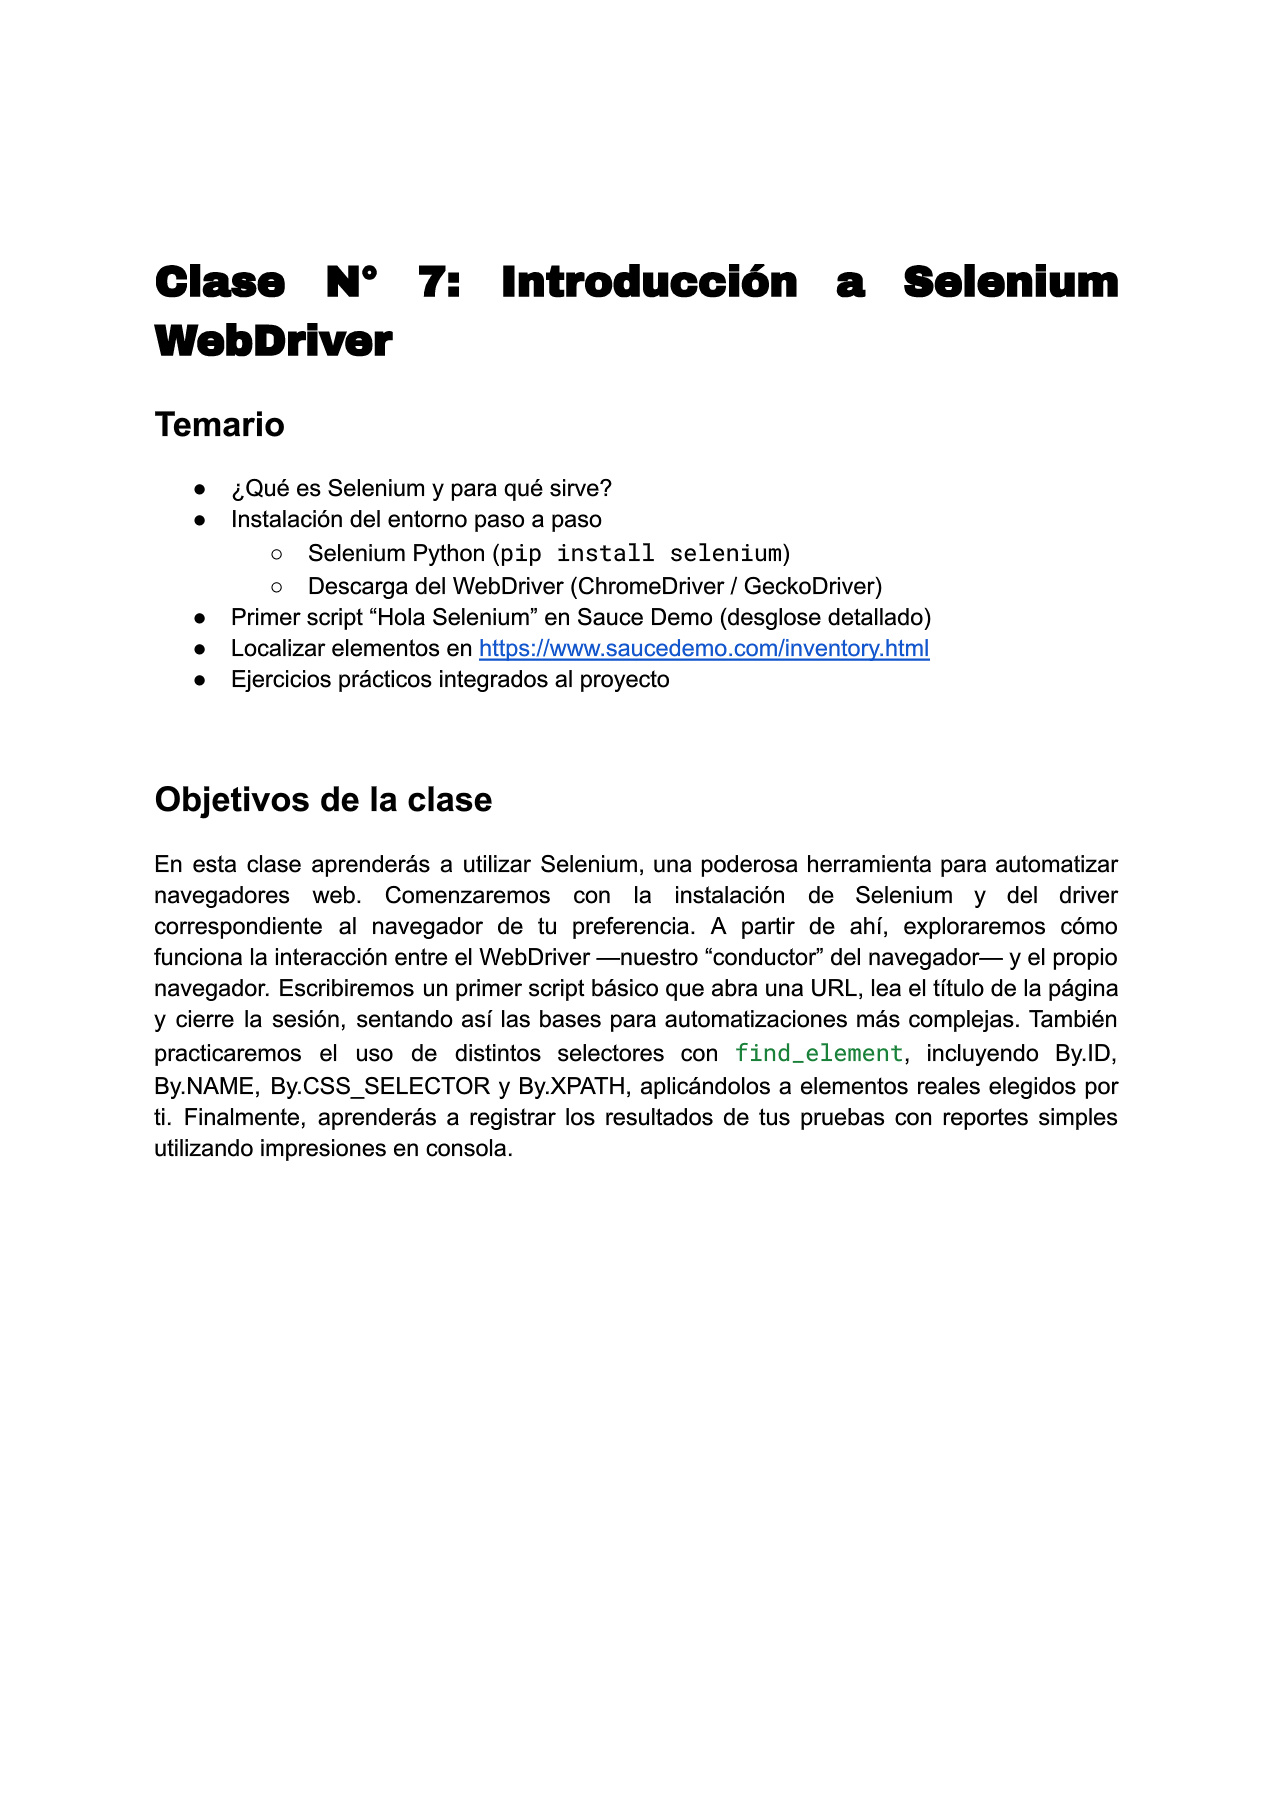 Clase N° 7: Introducción a Selenium
WebDriver
Temario
● ¿Qué es Selenium y para qué sirve?
● Instalación del entorno paso a paso
○ Selenium Python (pip install selenium)
○ Descarga del WebDriver (ChromeDriver / GeckoDriver)
● Primer script “Hola Selenium” en Sauce Demo (desglose detallado)
● Localizar elementos en https://www.saucedemo.com/inventory.html
● Ejercicios prácticos integrados al proyecto
Objetivos de la clase
En esta clase aprenderás a utilizar Selenium, una poderosa herramienta para automatizar
navegadores web. Comenzaremos con la instalación de Selenium y del driver
correspondiente al navegador de tu preferencia. A partir de ahí, exploraremos cómo
funciona la interacción entre el WebDriver —nuestro “conductor” del navegador— y el propio
navegador. Escribiremos un primer script básico que abra una URL, lea el título de la página
y cierre la sesión, sentando así las bases para automatizaciones más complejas. También
practicaremos el uso de distintos selectores con find_element, incluyendo By.ID,
By.NAME, By.CSS_SELECTOR y By.XPATH, aplicándolos a elementos reales elegidos por
ti. Finalmente, aprenderás a registrar los resultados de tus pruebas con reportes simples
utilizando impresiones en consola.